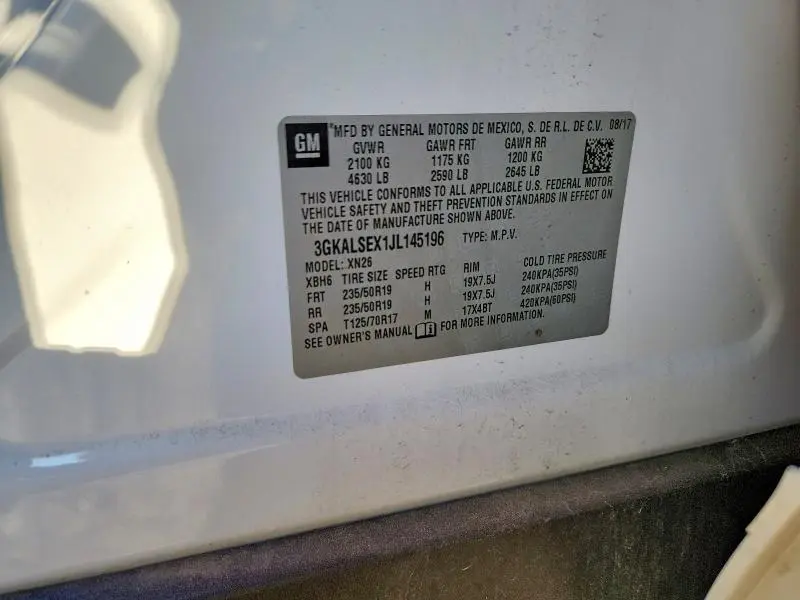 GM
MFD BY GENERAL MOTORS DE MEXICO, S. DE R.L. DE C.V. 08/17
GVWR GAWR FRT GAWR RR
2100 KG 1175 KG 1200 KG
4630 LB 2590 LB 2645 LB
THIS VEHICLE CONFORMS TO ALL APPLICABLE U.S. FEDERAL MOTOR
VEHICLE SAFETY AND THEFT PREVENTION STANDARDS IN EFFECT ON
THE DATE OF MANUFACTURE SHOWN ABOVE.
3GKALSEX1JL145196 TYPE: M.P.V.
MODEL: XN26
XBH6 TIRE SIZE SPEED RTG RIM COLD TIRE PRESSURE
FRT 235/50R19 H 19X7.5J 240KPA(35PSI)
RR 235/50R19 H 19X7.5J 240KPA(35PSI)
SPA T125/70R17 M 17X4BT 420KPA(60PSI)
SEE OWNER'S MANUAL FOR MORE INFORMATION.